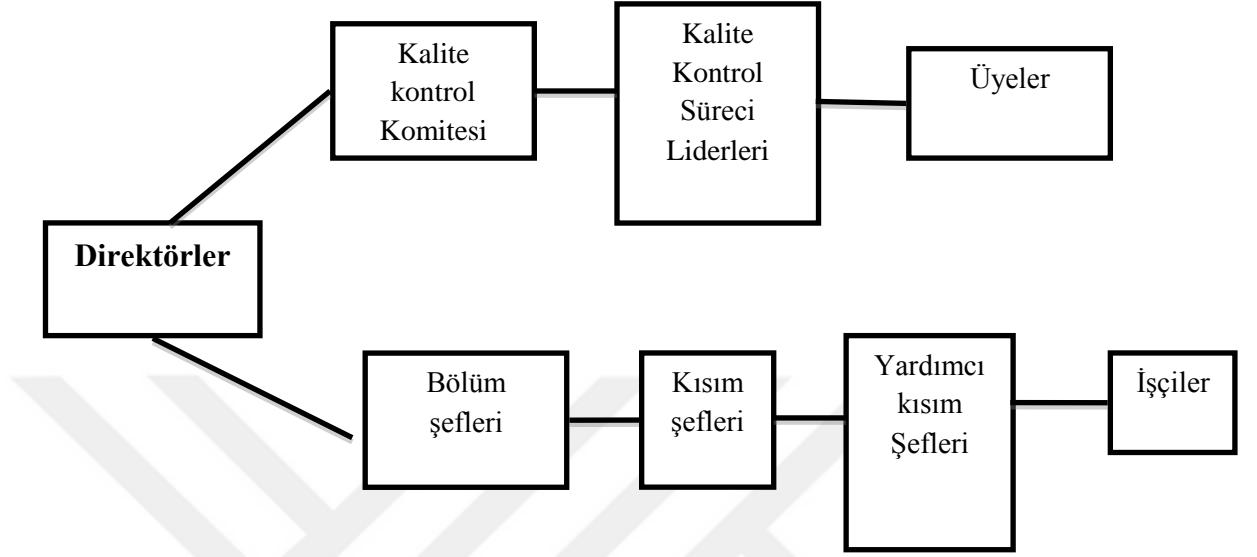 Kalite
kontrol
Komitesi
Kalite
Kontrol
Süreci
Liderleri
Üyeler
Direktörler
Bölüm
şefleri
Kısım
şefleri
Yardımcı
kısım
Şefleri
İşçiler